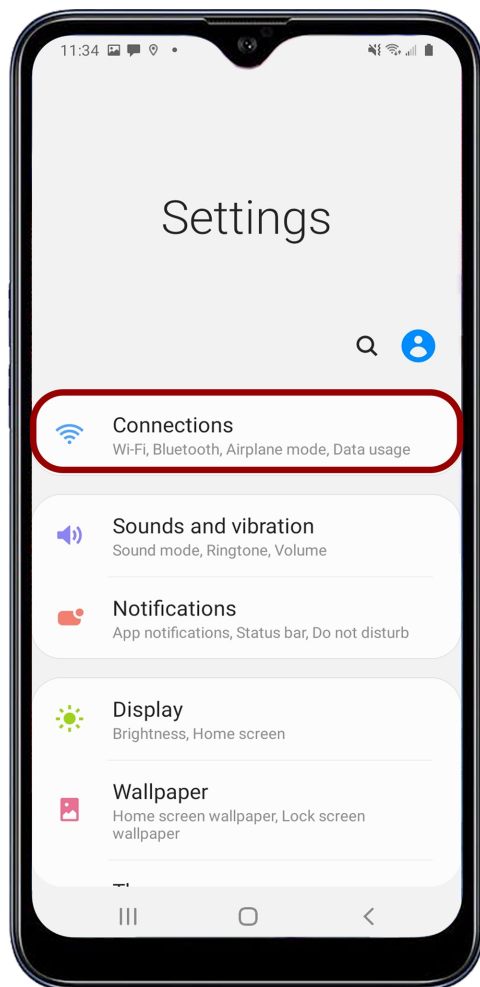 11:34
Settings
Connections
Wi-Fi, Bluetooth, Airplane mode, Data usage
Sounds and vibration
Sound mode, Ringtone, Volume
Notifications
App notifications, Status bar, Do not disturb
Display
Brightness, Home screen
Wallpaper
Home screen wallpaper, Lock screen
wallpaper